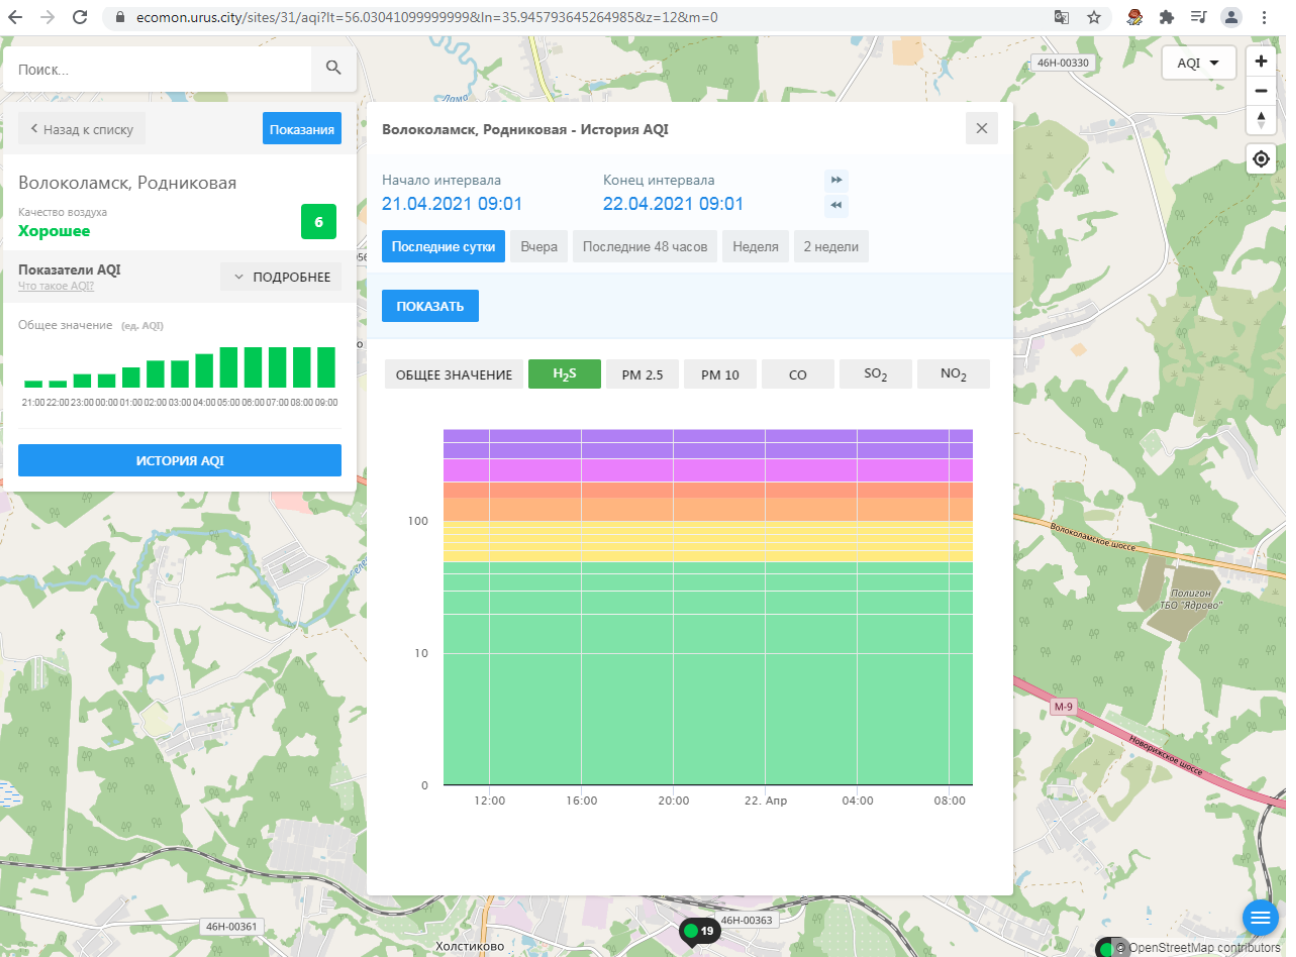 ecomon.urus.city/sites/31/aqi?lt=56.03041099999999&ln=35.945793645264985&z=12&m=0
Поиск...
46Н-00330
AQI
Назад к списку
Показания
Волоколамск, Родниковая - История AQI
Волоколамск, Родниковая
Качество воздуха
Хорошее
6
Начало интервала
Конец интервала
21.04.2021 09:01
22.04.2021 09:01
Последние сутки
Вчера
Последние 48 часов
Неделя
2 недели
Показатели AQI
Что такое AQI?
ПОДРОБНЕЕ
ПОКАЗАТЬ
Общее значение (ед. AQI)
21:00 22:00 23:00 00:00 01:00 02:00 03:00 04:00 05:00 06:00 07:00 08:00 09:00
ИСТОРИЯ AQI
ОБЩЕЕ ЗНАЧЕНИЕ
H2S
PM 2.5
PM 10
CO
SO2
NO2
100
10
0
12:00
16:00
20:00
22. Апр
04:00
08:00
Волоколамское шоссе
Полигон
ТБО "Ядрово"
М-9
Новорижское шоссе
46Н-00361
46Н-00363
19
Холстиково
© OpenStreetMap contributors